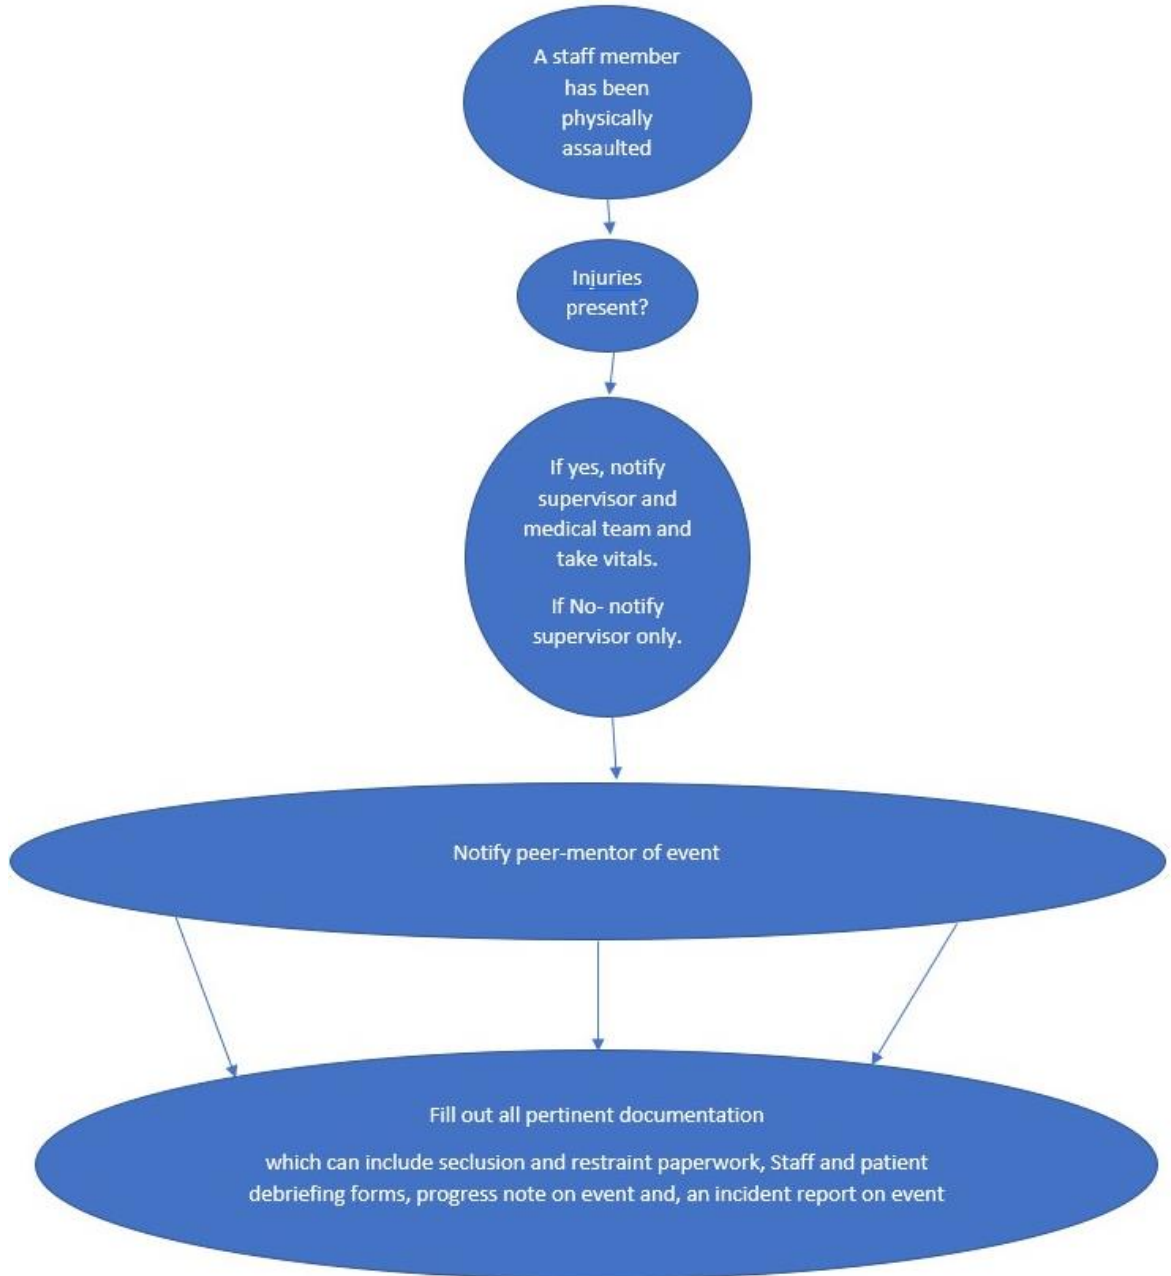 A staff member
has been
physically
assaulted
Injuries
present?
If yes, notify
supervisor and
medical team and
take vitals.
If No- notify
supervisor only.
Notify peer-mentor of event
Fill out all pertinent documentation
which can include seclusion and restraint paperwork, Staff and patient
debriefing forms, progress note on event and, an incident report on event